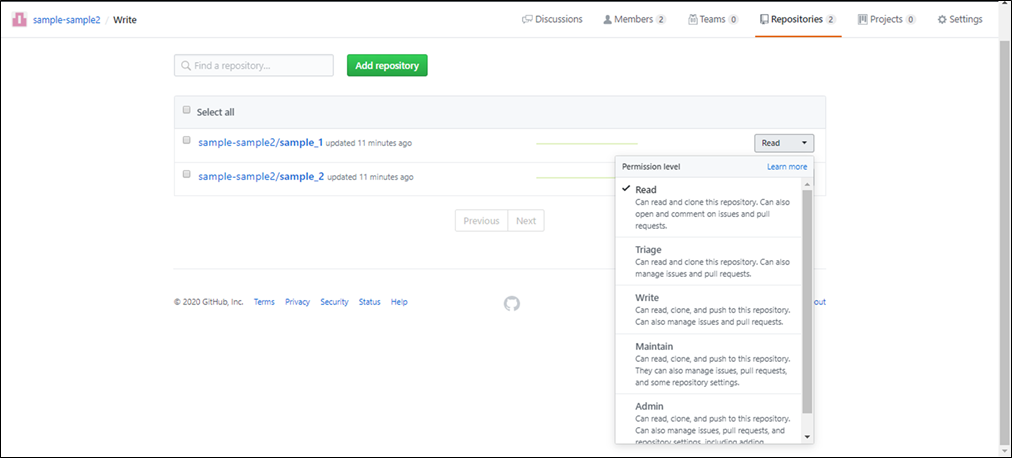 sample-sample2 / Write
Discussions Members 2 Teams 0 Repositories 2 Projects 0 Settings
Find a repository...
Add repository
Select all
sample-sample2/sample_1 updated 11 minutes ago
Read
sample-sample2/sample_2 updated 11 minutes ago
Permission level Learn more
Read
Can read and clone this repository. Can also
open and comment on issues and pull
requests.
Triage
Can read and clone this repository. Can also
manage issues and pull requests.
Write
Can read, clone, and push to this repository.
Can also manage issues and pull requests.
Maintain
Can read, clone, and push to this repository.
They can also manage issues, pull requests,
and some repository settings.
Admin
Can read, clone, and push to this repository.
Can also manage issues, pull requests, and
repository settings, including adding
Previous Next
© 2020 GitHub, Inc. Terms Privacy Security Status Help
out